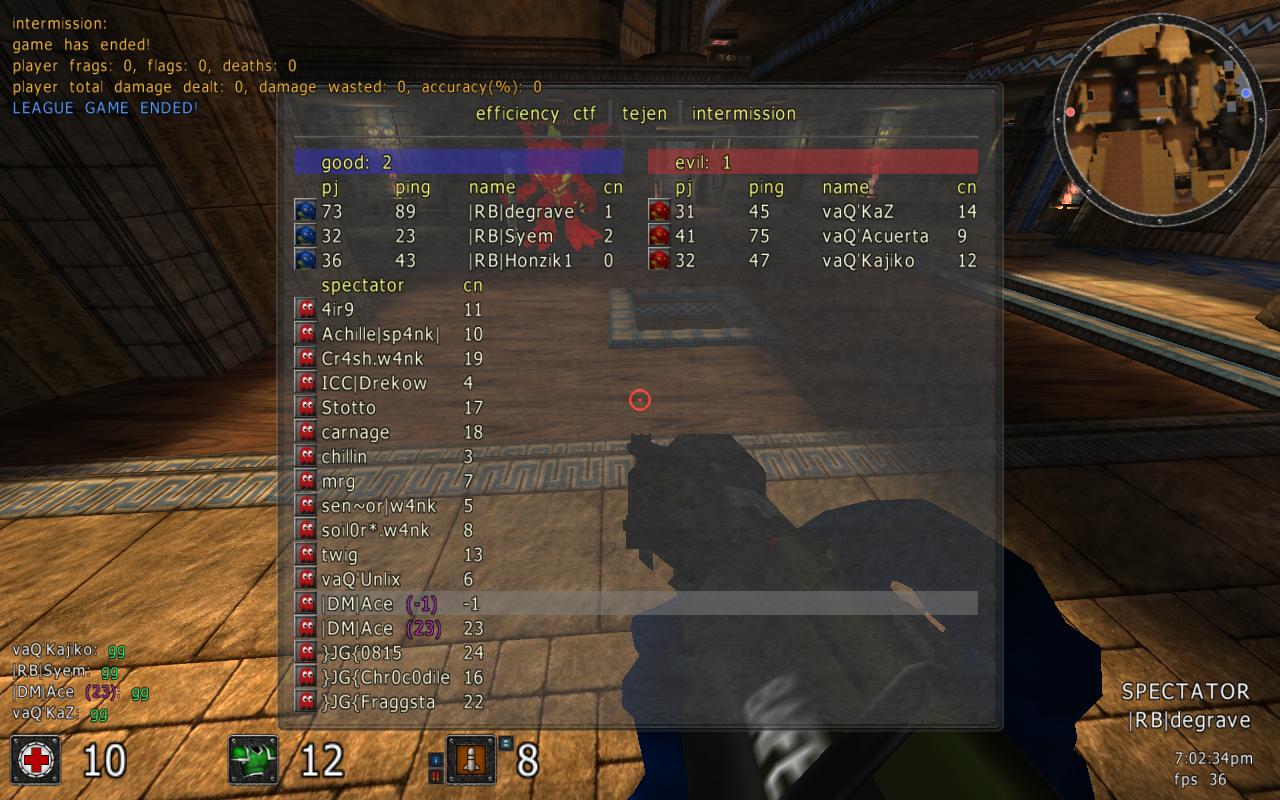 intermission:
game has ended!
player frags: 0, flags: 0, deaths: 0
player total damage dealt: 0, damage wasted: 0, accuracy(%): 0
LEAGUE GAME ENDED!
efficiency ctf tejen intermission
good: 2 evil: 1
pj ping name cn pj ping name cn
73 89 |RB|degrave 1 31 45 vaQ'KaZ 14
32 23 |RB|Syem 2 41 75 vaQ'Acuerta 9
36 43 |RB|Honzik1 0 32 47 vaQ'Kajiko 12
spectator cn
4ir9 11
Achille|sp4nk| 10
Cr4sh.w4nk 19
ICC|Drekow 4
Stotto 17
carnage 18
chillin 3
mrg 7
sen~or|w4nk 5
soil0r*.w4nk 8
twig 13
vaQ'Unlix 6
|DM|Ace (-1) -1
|DM|Ace (23) 23
}JG{0815 24
}JG{Chr0c0dile 16
}JG{Fraggsta 22
vaQ'Kajiko: gg
|RB|Syem: gg
|DM|Ace (23): gg
vaQ'KaZ: gg
10 12 8
SPECTATOR
|RB|degrave
7:02:34pm
fps 36